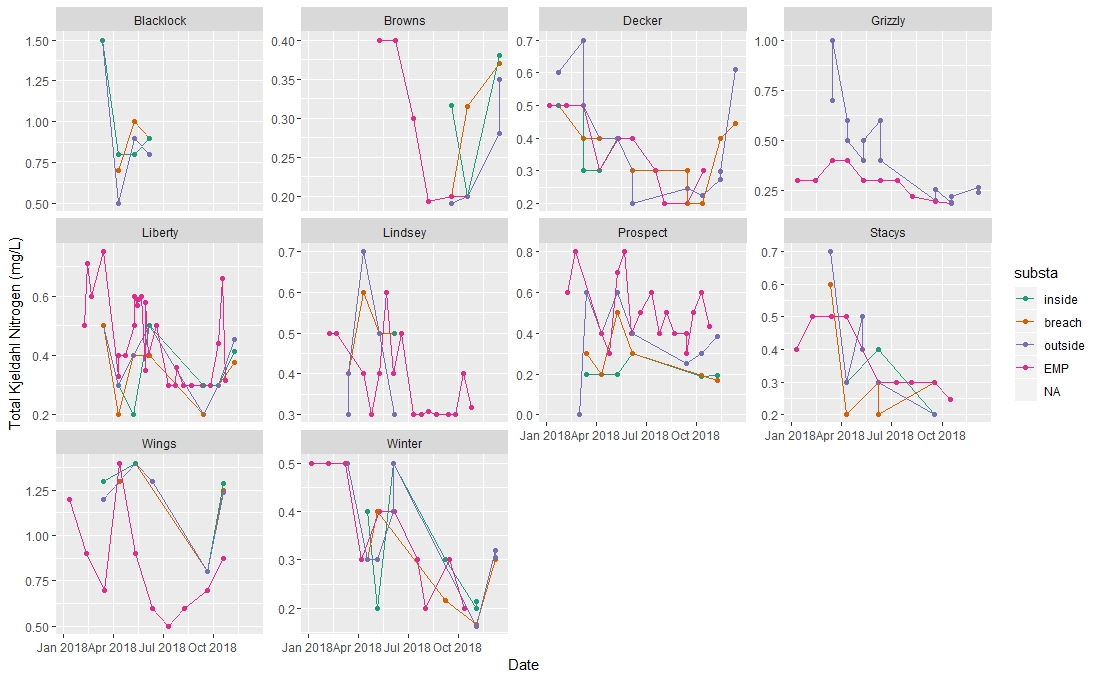 Blacklock
Browns
Decker
Grizzly
1.50
1.25
1.00
0.75
0.50
0.40
0.35
0.30
0.25
0.20
0.7
0.6
0.5
0.4
0.3
0.2
1.00
0.75
0.50
0.25
Liberty
Lindsey
Prospect
Stacys
0.6
0.4
0.2
0.7
0.6
0.5
0.4
0.3
0.8
0.6
0.4
0.2
0.0
0.7
0.6
0.5
0.4
0.3
0.2
Jan 2018 Apr 2018 Jul 2018 Oct 2018
Jan 2018 Apr 2018 Jul 2018 Oct 2018
Wings
Winter
1.25
1.00
0.75
0.50
0.5
0.4
0.3
0.2
Jan 2018 Apr 2018 Jul 2018 Oct 2018
Jan 2018 Apr 2018 Jul 2018 Oct 2018
Total Kjeldahl Niitrogen (mg/L)
Date
substa
inside
breach
outside
EMP
NA